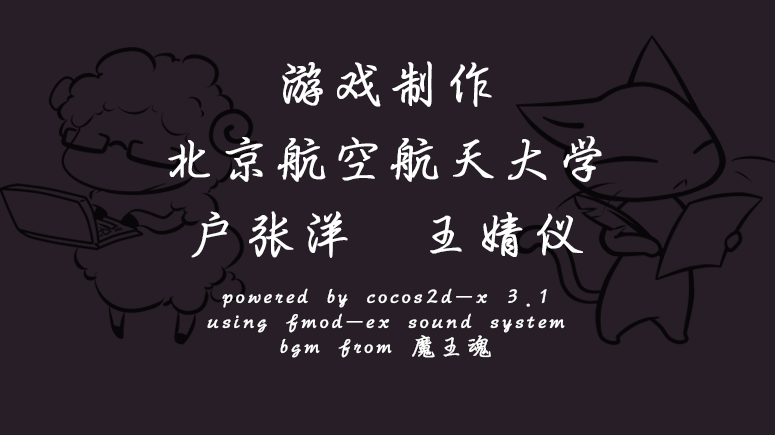 游戏制作
北京航空航天大学
户张洋 王婧仪
powered by cocos2d-x 3.1
using fmod-ex sound system
bgm from 魔王魂